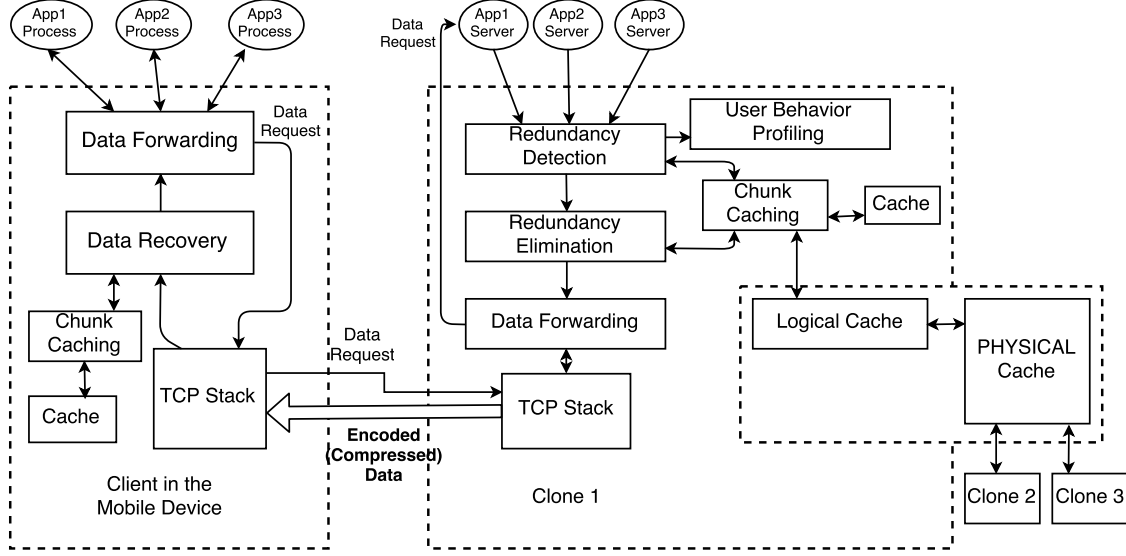 App1
Process
App2
Process
App3
Process
Data
Request
App1
Server
App2
Server
App3
Server
Data Forwarding
Data
Request
Redundancy
Detection
User Behavior
Profiling
Data Recovery
Redundancy
Elimination
Chunk
Caching
Cache
Chunk
Caching
Data Forwarding
Logical Cache
PHYSICAL
Cache
Data
Request
TCP Stack
TCP Stack
Cache
Encoded
(Compressed)
Data
Client in the
Mobile Device
Clone 1
Clone 2
Clone 3